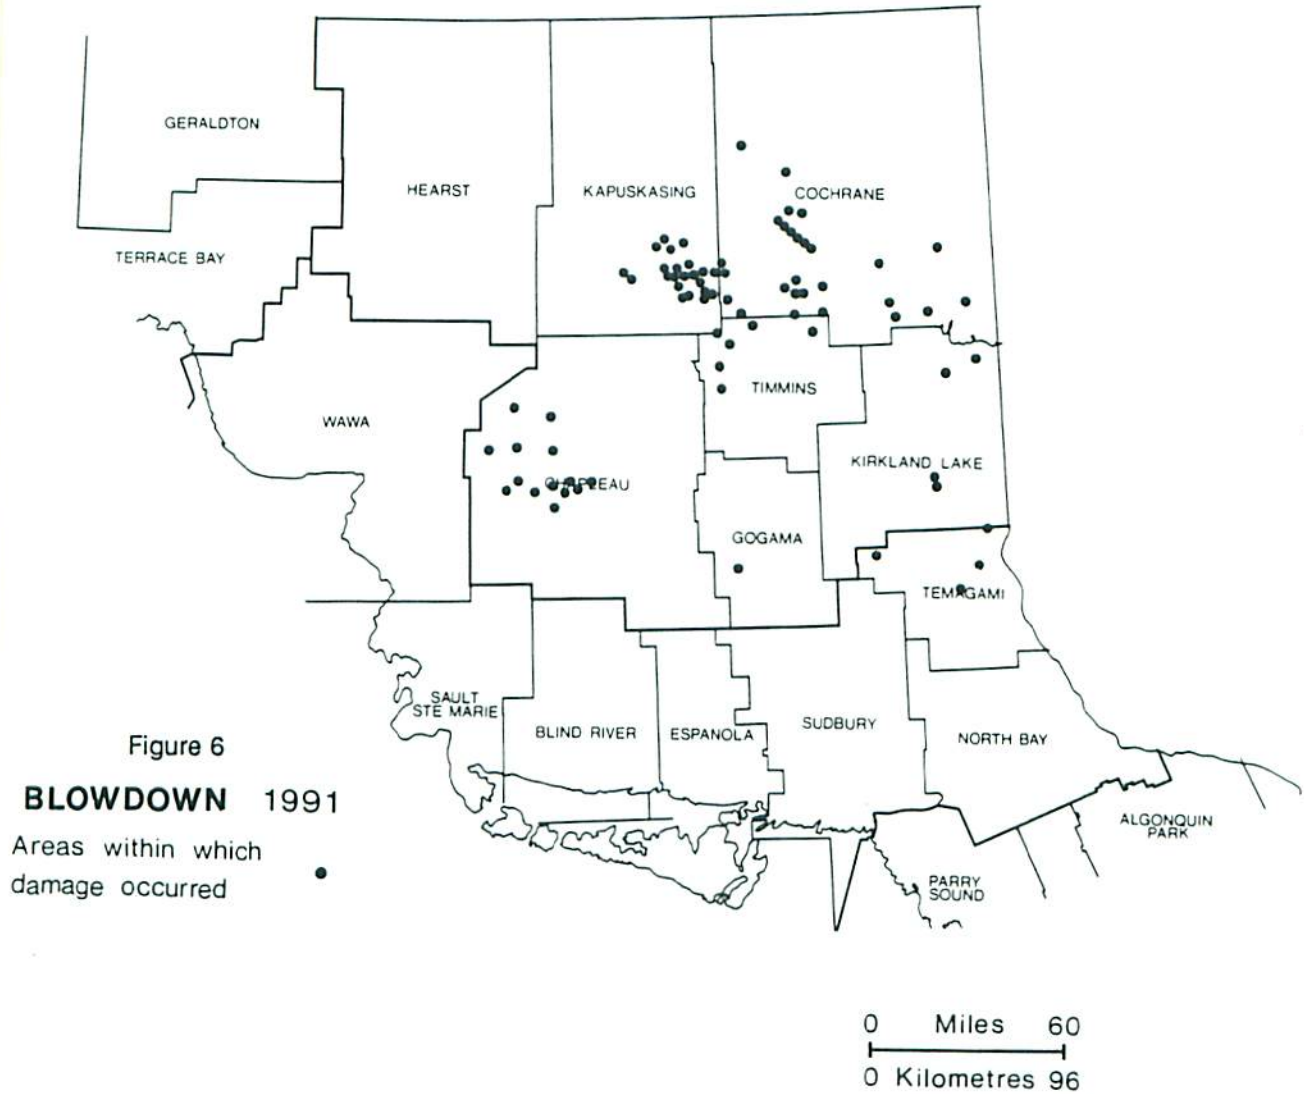 GERALDTON
HEARST
KAPUSKASING
COCHRANE
TERRACE BAY
TIMMINS
WAWA
KIRKLAND LAKE
CHAPLEAU
GOGAMA
TEMAGAMI
SAULT
STE MARIE
BLIND RIVER
ESPANOLA
SUDBURY
NORTH BAY
ALGONQUIN
PARK
PARRY
SOUND
Figure 6
BLOWDOWN 1991
Areas within which
damage occurred
0 Miles 60
0 Kilometres 96